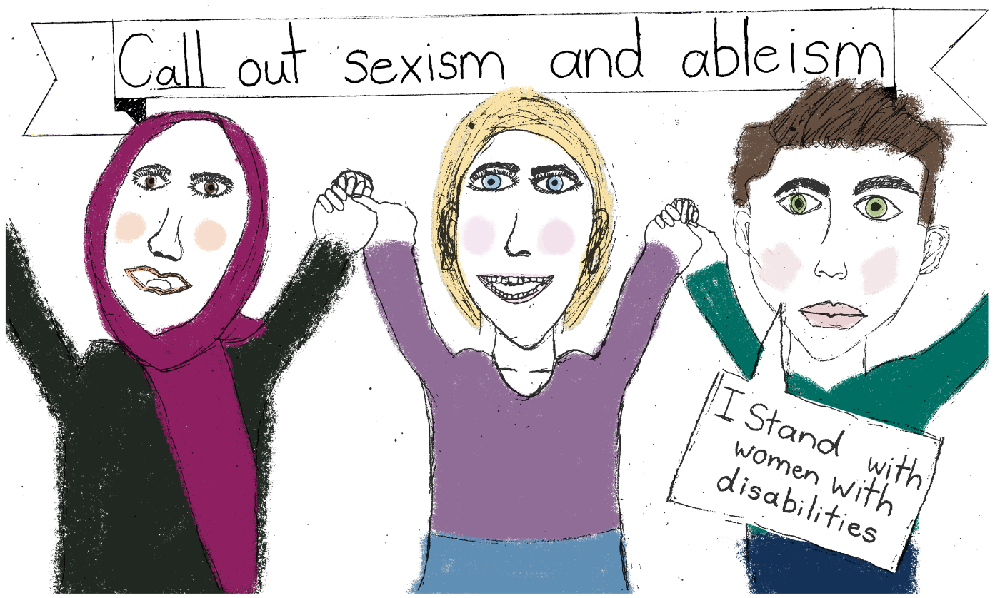 Call out sexism and ableism
I Stand with
women with
disabilities